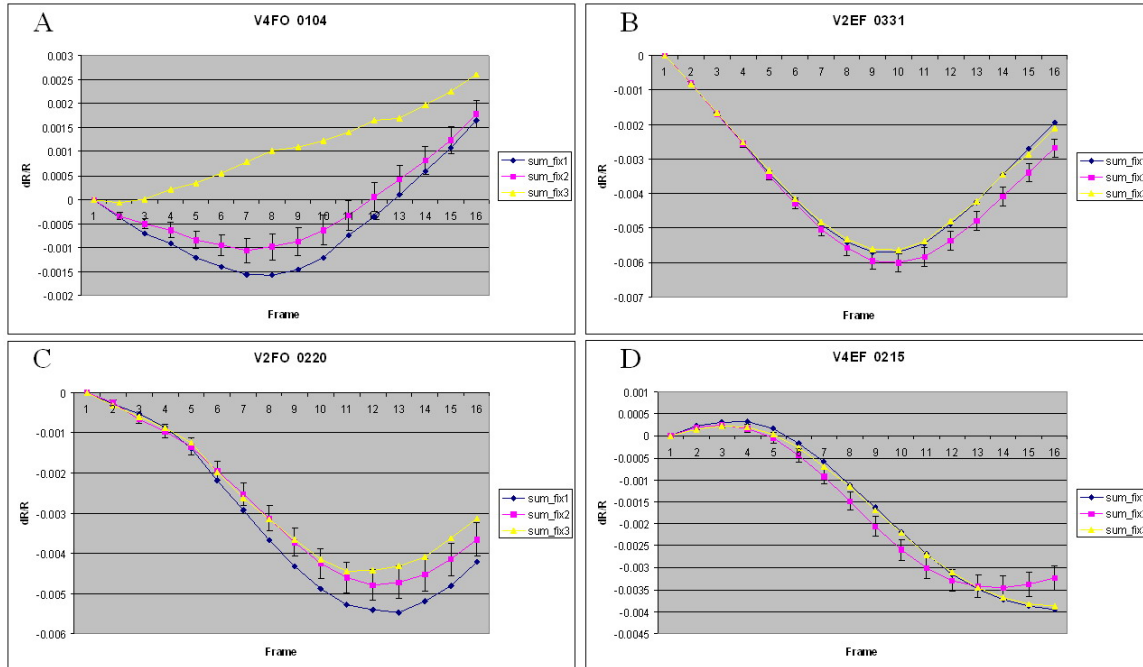 A
V4FO 0104
0.003
0.0025
0.002
0.0015
0.001
0.0005
0
-0.0005
-0.001
-0.0015
-0.002
dR/R
1 2 3 4 5 6 7 8 9 10 11 12 13 14 15 16
Frame
sum_fix1
sum_fix2
sum_fix3
B
V2EF 0331
0
-0.001
-0.002
-0.003
-0.004
-0.005
-0.006
-0.007
dR/R
1 2 3 4 5 6 7 8 9 10 11 12 13 14 15 16
Frame
sum_fix
sum_fix
sum_fix
C
V2FO 0220
0
-0.001
-0.002
-0.003
-0.004
-0.005
-0.006
dR/R
1 2 3 4 5 6 7 8 9 10 11 12 13 14 15 16
Frame
sum_fix1
sum_fix2
sum_fix3
D
V4EF 0215
0.001
0.0005
0
-0.0005
-0.001
-0.0015
-0.002
-0.0025
-0.003
-0.0035
-0.004
-0.0045
dR/R
1 2 3 4 5 6 7 8 9 10 11 12 13 14 15 16
Frame
sum_fix
sum_fix
sum_fix